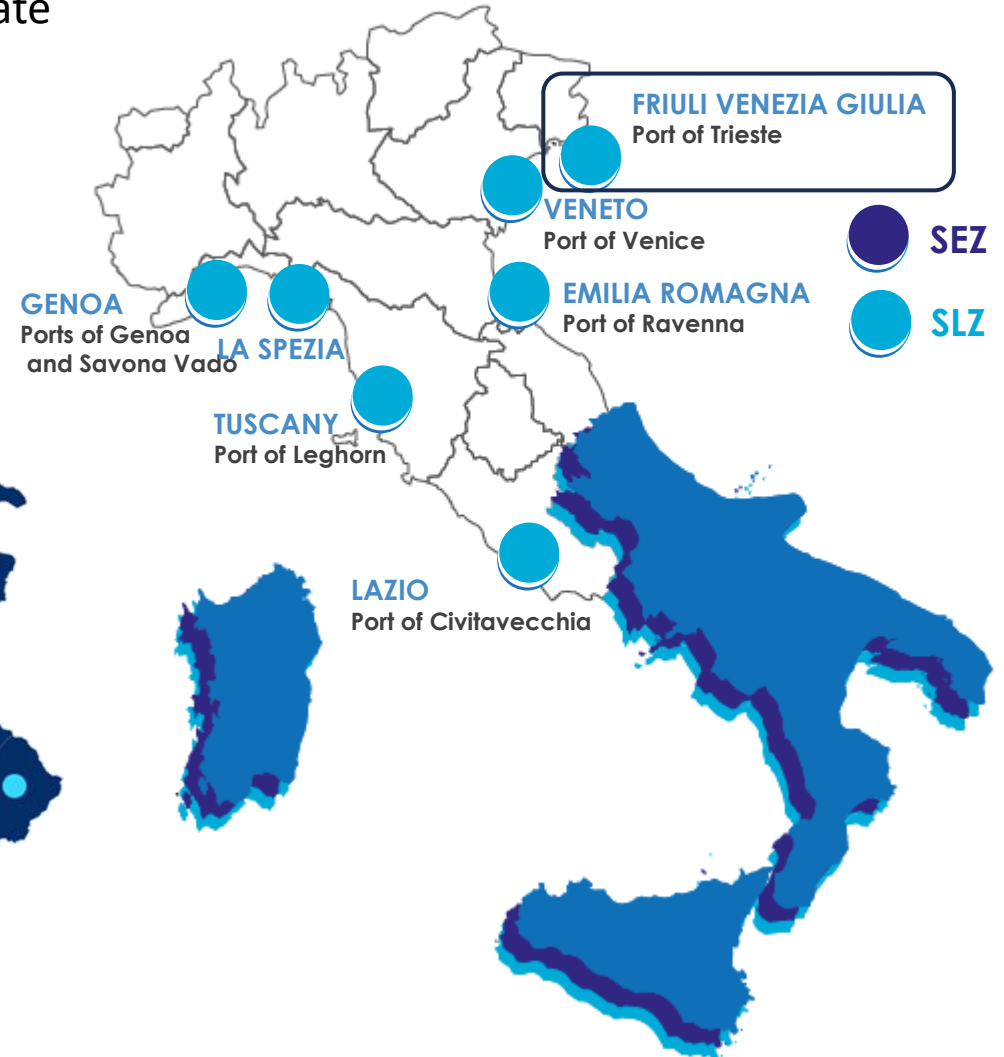 FRIULI VENEZIA GIULIA
Port of Trieste
VENETO
Port of Venice
SEZ
EMILIA ROMAGNA
Port of Ravenna
SLZ
GENOA
Ports of Genoa
and Savona Vado
LA SPEZIA
TUSCANY
Port of Leghorn
LAZIO
Port of Civitavecchia